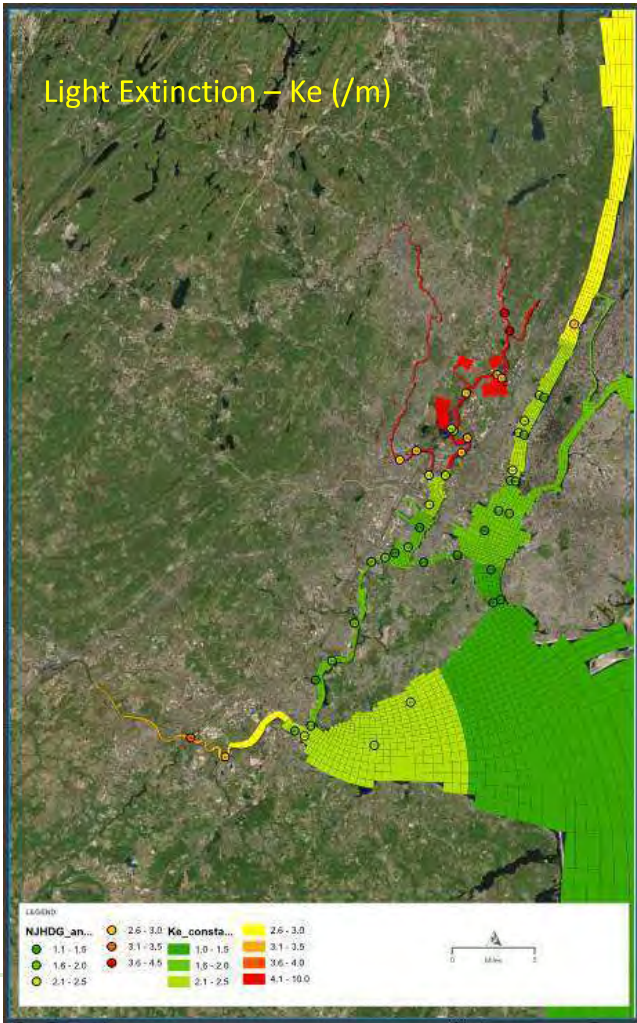 Light Extinction – Ke (/m)
LEGEND
NJHDG_an...
1.1 - 1.5
1.6 - 2.0
2.1 - 2.5
2.6 - 3.0
3.1 - 3.5
3.6 - 4.5
Ke_consta...
1.0 - 1.5
1.6 - 2.0
2.1 - 2.5
2.6 - 3.0
3.1 - 3.5
3.6 - 4.0
4.1 - 10.0
0 Miles 5